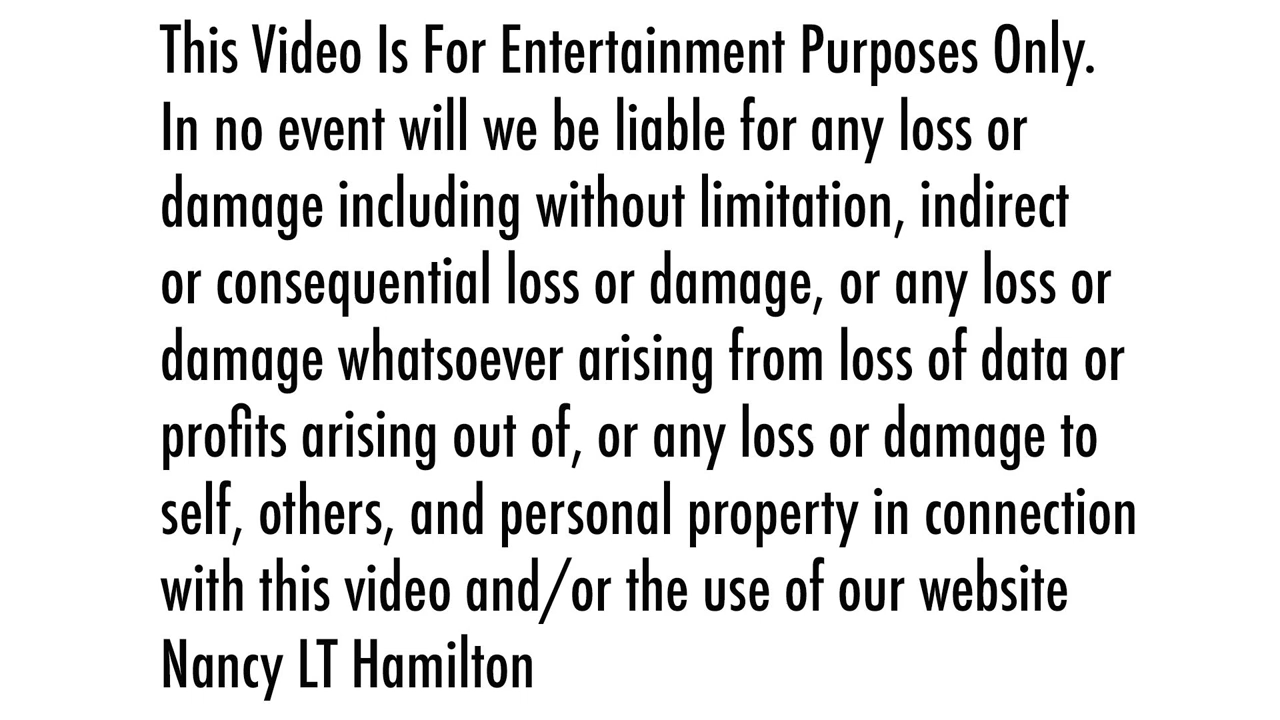 This Video Is For Entertainment Purposes Only.
In no event will we be liable for any loss or
damage including without limitation, indirect
or consequential loss or damage, or any loss or
damage whatsoever arising from loss of data or
profits arising out of, or any loss or damage to
self, others, and personal property in connection
with this video and/or the use of our website
Nancy LT Hamilton